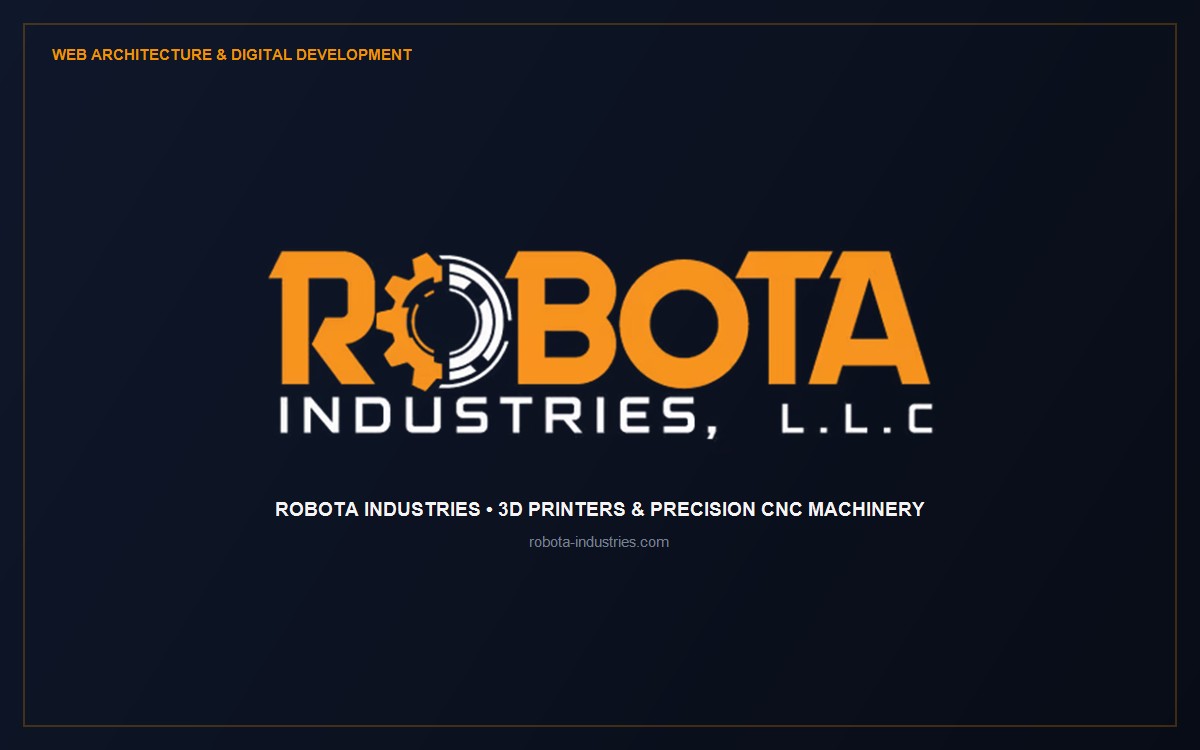 WEB ARCHITECTURE & DIGITAL DEVELOPMENT
ROBOTA
INDUSTRIES, L.L.C
ROBOTA INDUSTRIES • 3D PRINTERS & PRECISION CNC MACHINERY
robota-industries.com